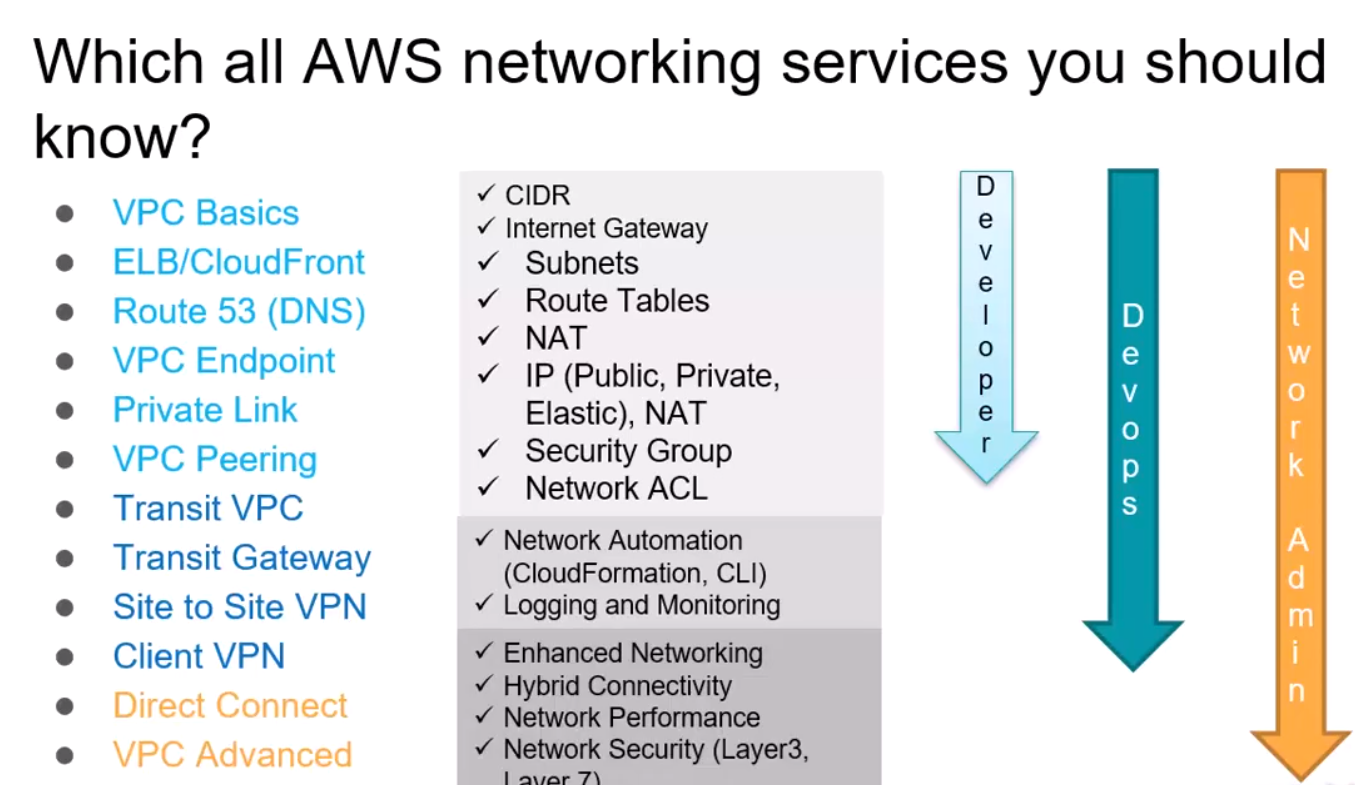 Which all AWS networking services you should
know?
VPC Basics
ELB/CloudFront
Route 53 (DNS)
VPC Endpoint
Private Link
VPC Peering
Transit VPC
Transit Gateway
Site to Site VPN
Client VPN
Direct Connect
VPC Advanced
✓ CIDR
✓ Internet Gateway
✓ Subnets
✓ Route Tables
✓ NAT
✓ IP (Public, Private,
Elastic), NAT
✓ Security Group
✓ Network ACL
✓ Network Automation
(CloudFormation, CLI)
✓ Logging and Monitoring
✓ Enhanced Networking
✓ Hybrid Connectivity
✓ Network Performance
✓ Network Security (Layer3,
Layer 7)
Developer
Devops
Network Admin